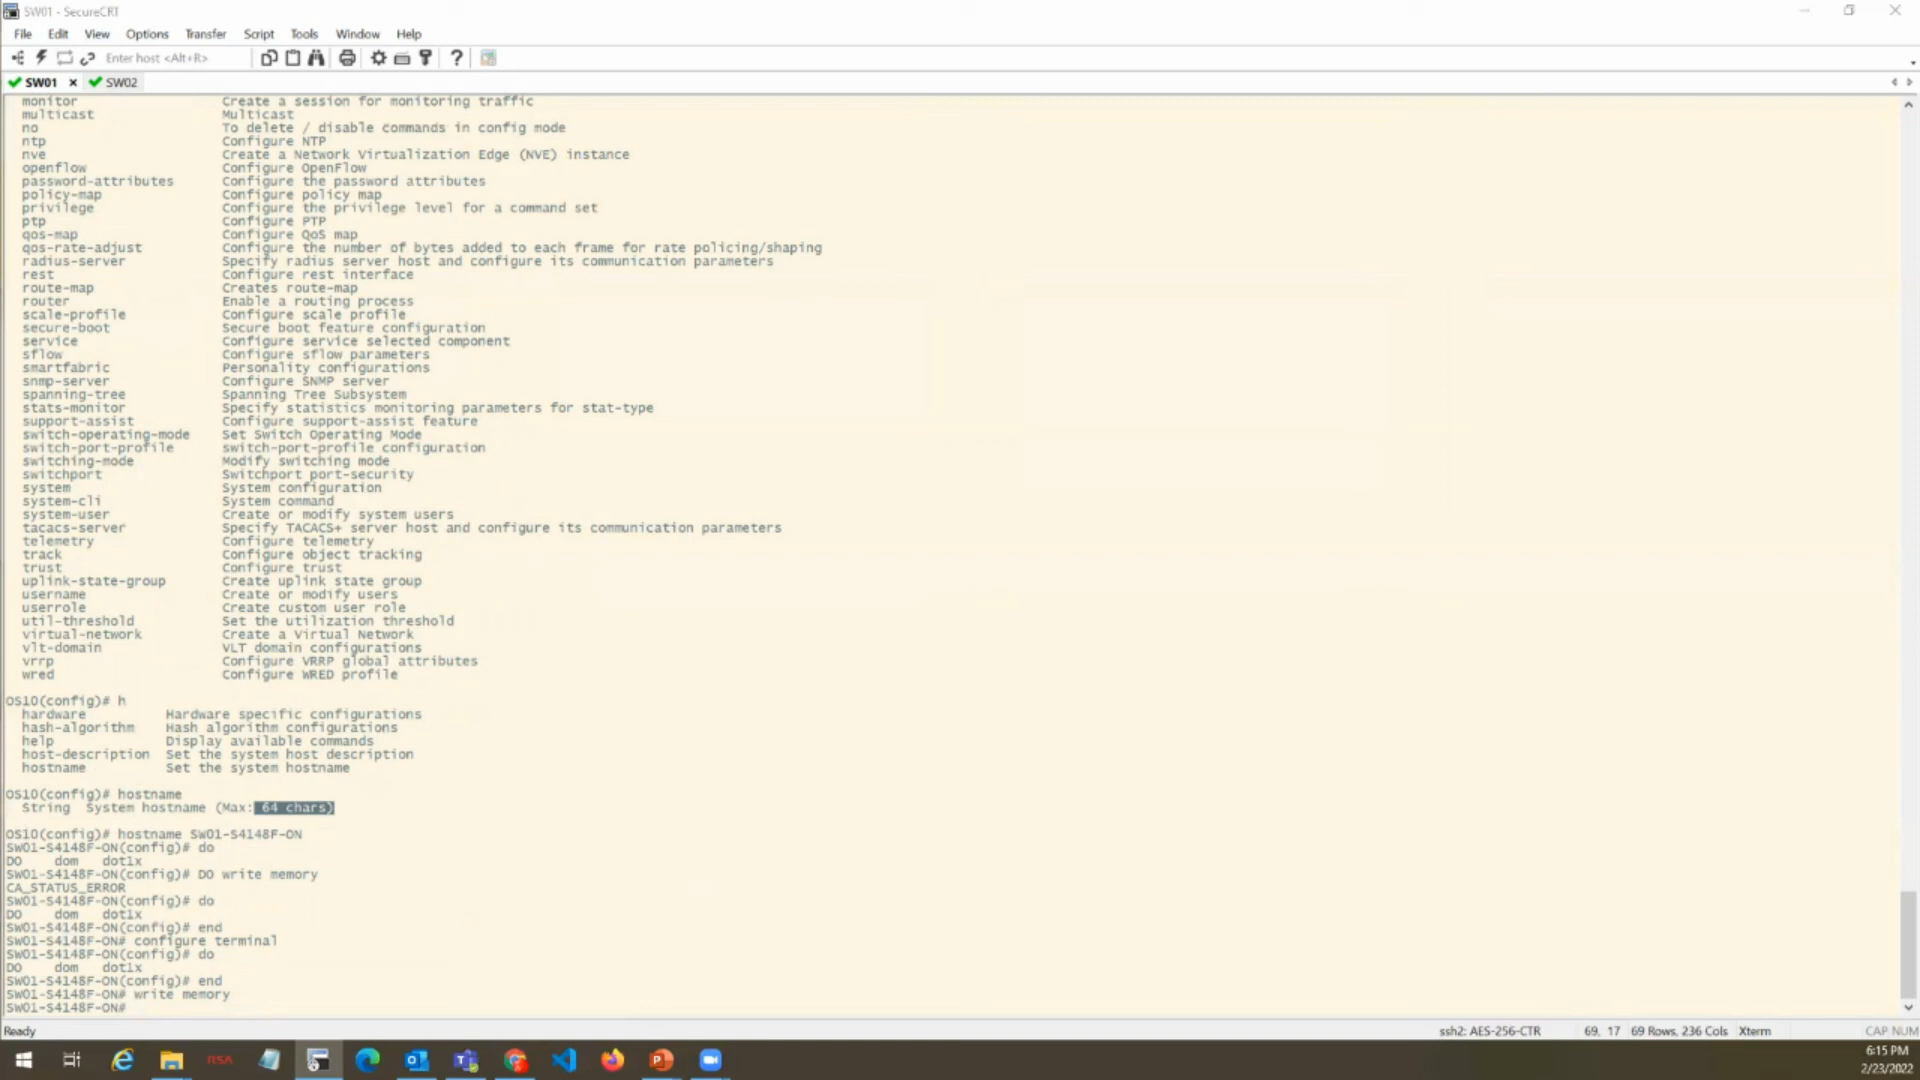 SW01 - SecureCRT
File Edit View Options Transfer Script Tools Window Help
Enter host <Alt+R>
SW01 x SW02
monitor Create a session for monitoring traffic
multicast Multicast
no To delete / disable commands in config mode
ntp Configure NTP
nve Create a Network Virtualization Edge (NVE) instance
openflow Configure OpenFlow
password-attributes Configure the password attributes
policy-map Configure policy map
privilege Configure the privilege level for a command set
ptp Configure PTP
qos-map Configure QoS map
qos-rate-adjust Configure the number of bytes added to each frame for rate policing/shaping
radius-server Specify radius server host and configure its communication parameters
rest Configure rest interface
route-map Creates route-map
router Enable a routing process
scale-profile Configure scale profile
secure-boot Secure boot feature configuration
service Configure service selected component
sflow Configure sflow parameters
smartfabric Personality configurations
snmp-server Configure SNMP server
spanning-tree Spanning Tree Subsystem
stats-monitor Specify statistics monitoring parameters for stat-type
support-assist Configure support-assist feature
switch-operating-mode Set Switch Operating Mode
switch-port-profile switch-port-profile configuration
switching-mode Modify switching mode
switchport Switchport port-security
system System configuration
system-cli System command
system-user Create or modify system users
tacacs-server Specify TACACS+ server host and configure its communication parameters
telemetry Configure telemetry
track Configure object tracking
trust Configure trust
uplink-state-group Create uplink state group
username Create or modify users
userrole Create custom user role
util-threshold Set the utilization threshold
virtual-network Create a Virtual Network
vlt-domain VLT domain configurations
vrrp Configure VRRP global attributes
wred Configure WRED profile
OS10(config)# h
hardware Hardware specific configurations
hash-algorithm Hash algorithm configurations
help Display available commands
host-description Set the system host description
hostname Set the system hostname
OS10(config)# hostname
String System hostname (Max: 64 chars)
OS10(config)# hostname SW01-S4148F-ON
SW01-S4148F-ON(config)# do
DO dom dot1x
SW01-S4148F-ON(config)# DO write memory
CA_STATUS_ERROR
SW01-S4148F-ON(config)# do
DO dom dot1x
SW01-S4148F-ON(config)# end
SW01-S4148F-ON# configure terminal
SW01-S4148F-ON(config)# do
DO dom dot1x
SW01-S4148F-ON(config)# end
SW01-S4148F-ON# write memory
SW01-S4148F-ON#
Ready ssh2: AES-256-CTR 69, 17 69 Rows, 236 Cols Xterm CAP NUM
RSA
6:15 PM
2/23/2022